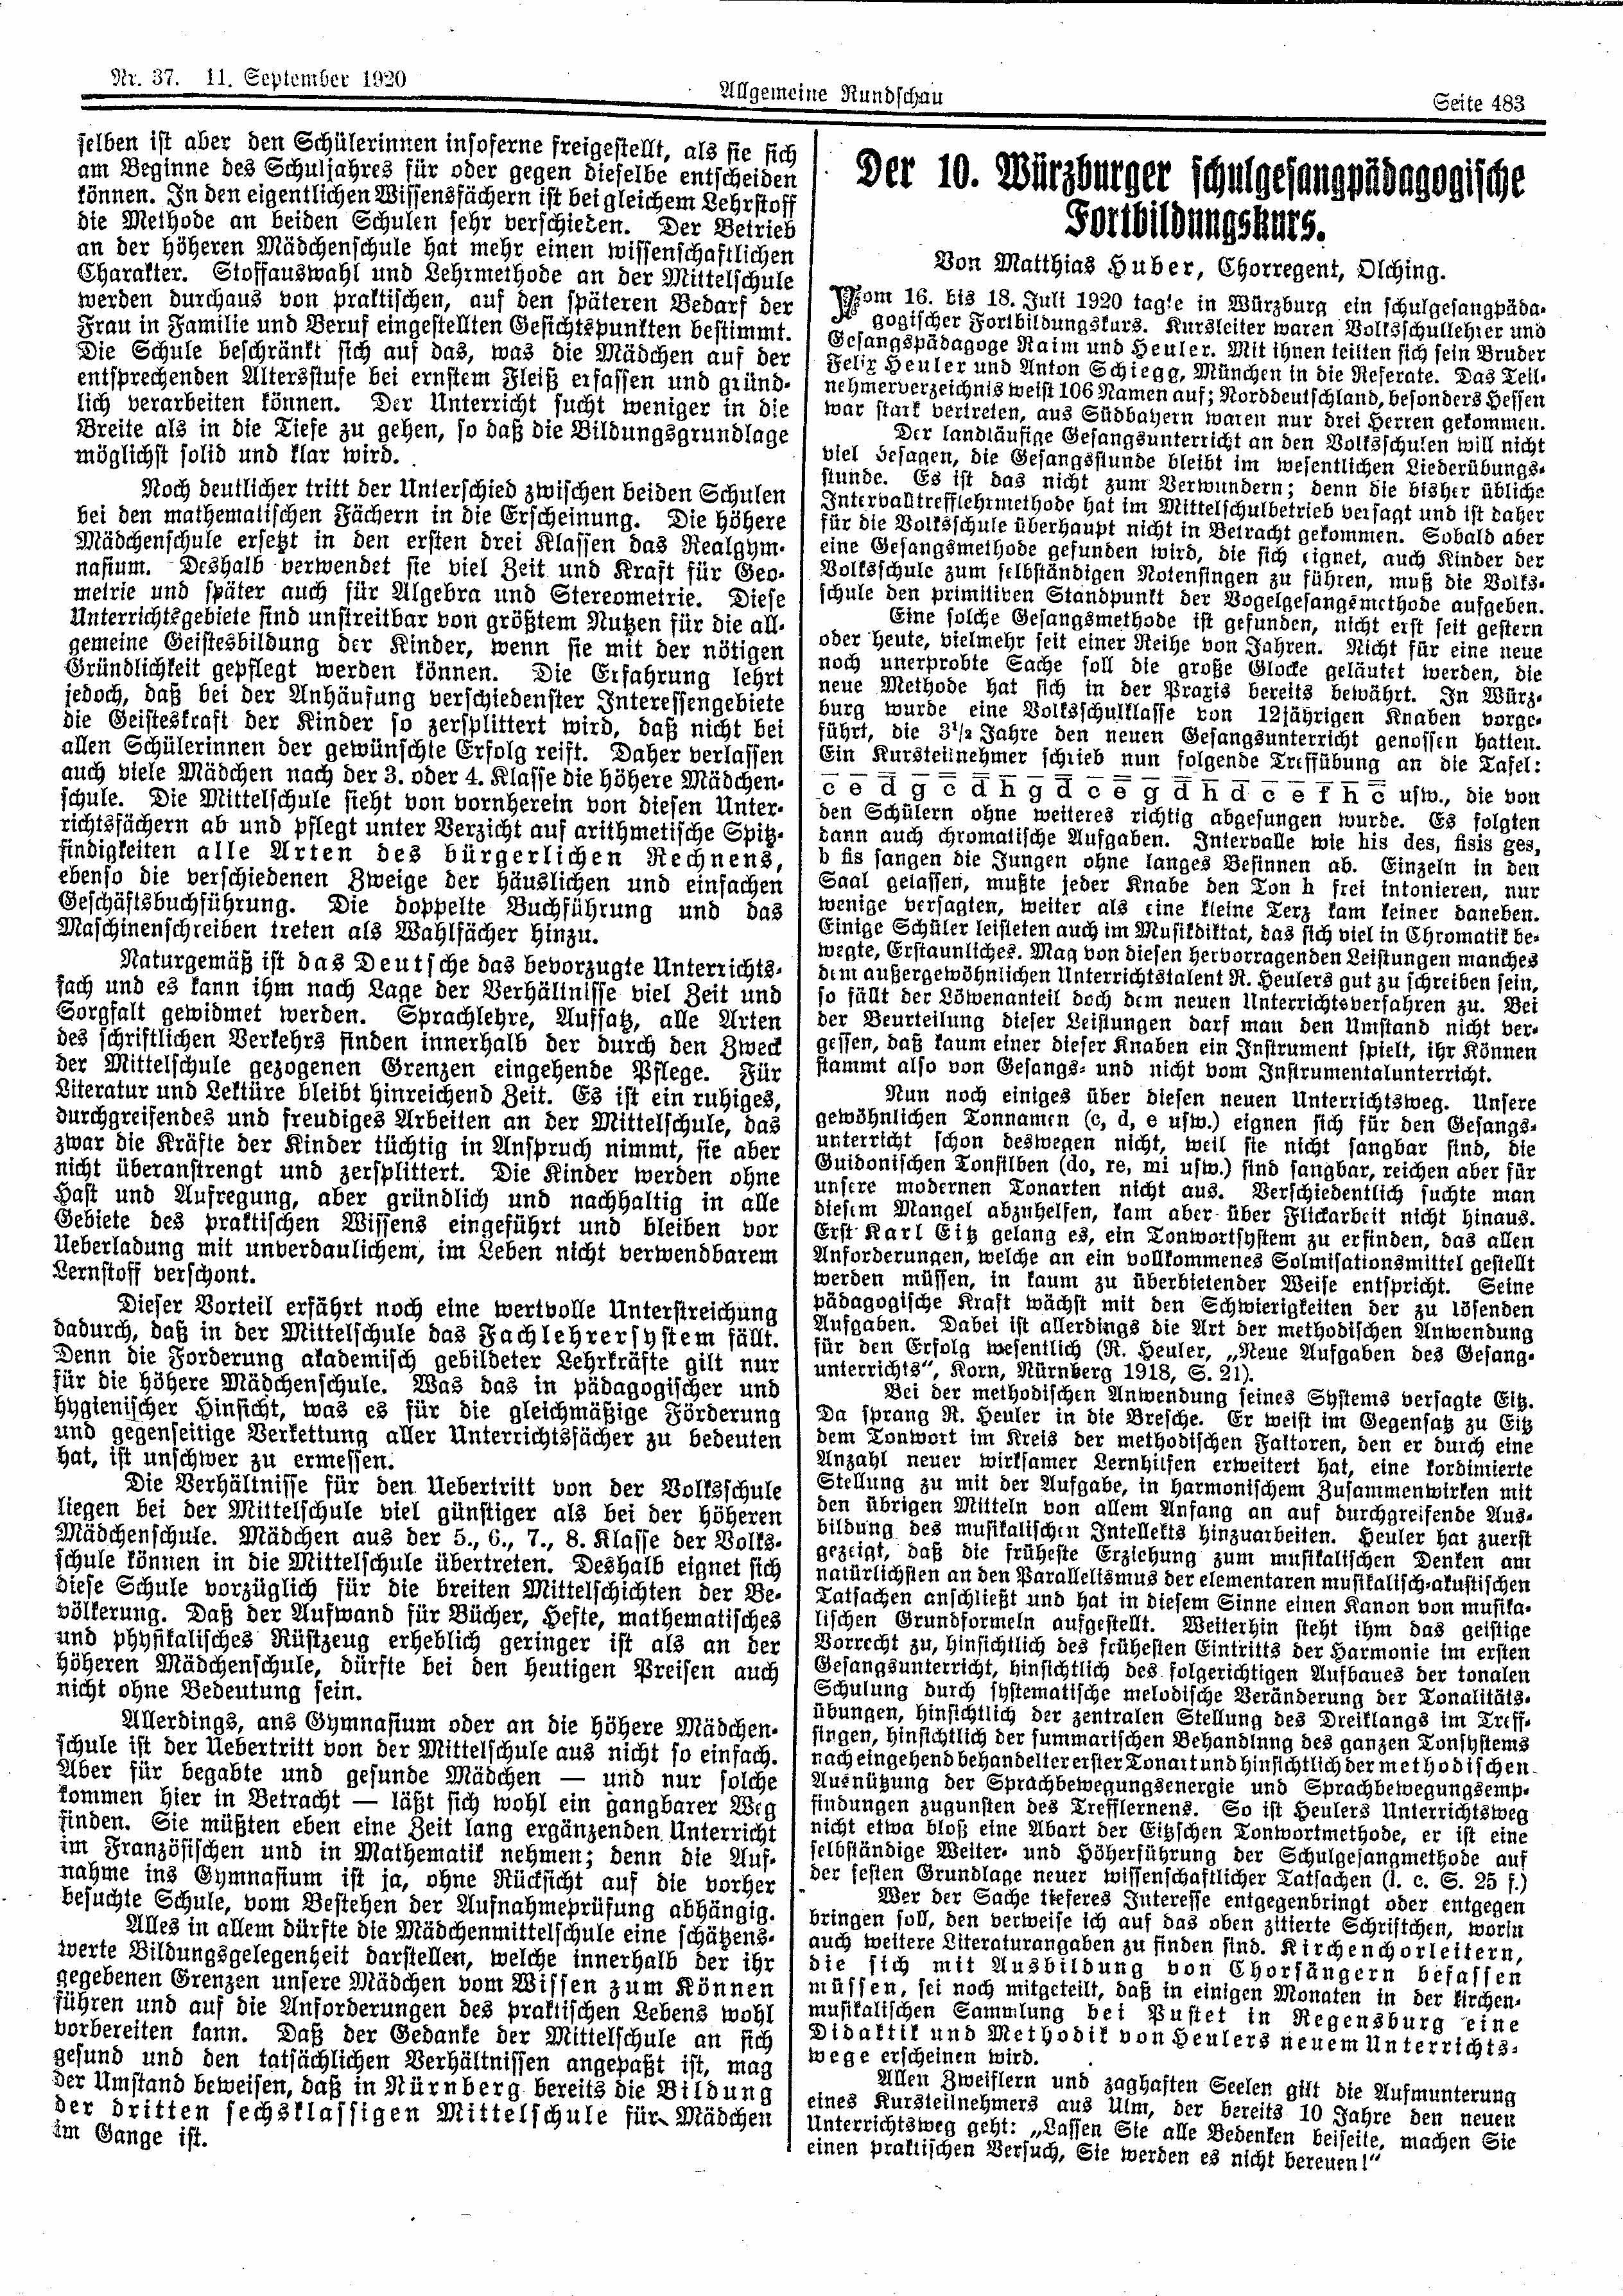 Nr. 37. 11. September 1920
Allgemeine Rundschau
Seite 483
selben ist aber den Schülerinnen insoferne freigestellt, als sie sich
am Beginne des Schuljahres für oder gegen dieselbe entscheiden
können. In den eigentlichen Wissensfächern ist bei gleichem Lehrstoff
die Methode an beiden Schulen sehr verschieden. Der Betrieb
an der höheren Mädchenschule hat mehr einen wissenschaftlichen
Charakter. Stoffauswahl und Lehrmethode an der Mittelschule
werden durchaus von praktischen, auf den späteren Bedarf der
Frau in Familie und Beruf eingestellten Gesichtspunkten bestimmt.
Die Schule beschränkt sich auf das, was die Mädchen auf der
entsprechenden Altersstufe bei ernstem Fleiß erfassen und gründ-
lich verarbeiten können. Der Unterricht sucht weniger in die
Breite als in die Tiefe zu gehen, so daß die Bildungsgrundlage
möglichst solid und klar wird.
Noch deutlicher tritt der Unterschied zwischen beiden Schulen
bei den mathematischen Fächern in die Erscheinung. Die höhere
Mädchenschule ersetzt in den ersten drei Klassen das Realgym-
nasium. Deshalb verwendet sie viel Zeit und Kraft für Geo-
metrie und später auch für Algebra und Stereometrie. Diese
Unterrichtsgebiete sind unstreitbar von größtem Nutzen für die all-
gemeine Geistesbildung der Kinder, wenn sie mit der nötigen
Gründlichkeit gepflegt werden können. Die Erfahrung lehrt
jedoch, daß bei der Anhäufung verschiedenster Interessengebiete
die Geisteskraft der Kinder so zersplittert wird, daß nicht bei
allen Schülerinnen der gewünschte Erfolg reift. Daher verlassen
auch viele Mädchen nach der 3. oder 4. Klasse die höhere Mädchen-
schule. Die Mittelschule sieht von vornherein von diesen Unter-
richtsfächern ab und pflegt unter Verzicht auf arithmetische Spitz-
findigkeiten alle Arten des bürgerlichen Rechnens,
ebenso die verschiedenen Zweige der häuslichen und einfachen
Geschäftsbuchführung. Die doppelte Buchführung und das
Maschinenschreiben treten als Wahlfächer hinzu.
Naturgemäß ist das Deutsche das bevorzugte Unterrichts-
fach und es kann ihm nach Lage der Verhältnisse viel Zeit und
Sorgfalt gewidmet werden. Sprachlehre, Aufsatz, alle Arten
des schriftlichen Verkehrs finden innerhalb der durch den Zweck
der Mittelschule gezogenen Grenzen eingehende Pflege. Für
Literatur und Lektüre bleibt hinreichend Zeit. Es ist ein ruhiges,
durchgreifendes und freudiges Arbeiten an der Mittelschule, das
zwar die Kräfte der Kinder tüchtig in Anspruch nimmt, sie aber
nicht überanstrengt und zersplittert. Die Kinder werden ohne
Hast und Aufregung, aber gründlich und nachhaltig in alle
Gebiete des praktischen Wissens eingeführt und bleiben vor
Ueberladung mit unverdaulichem, im Leben nicht verwendbarem
Lernstoff verschont.
Dieser Vorteil erfährt noch eine wertvolle Unterstreichung
dadurch, daß in der Mittelschule das Fachlehrersystem fällt.
Denn die Forderung akademisch gebildeter Lehrkräfte gilt nur
für die höhere Mädchenschule. Was das in pädagogischer und
hygienischer Hinsicht, was es für die gleichmäßige Förderung
und gegenseitige Verkettung aller Unterrichtsfächer zu bedeuten
hat, ist unschwer zu ermessen.
Die Verhältnisse für den Uebertritt von der Volksschule
liegen bei der Mittelschule viel günstiger als bei der höheren
Mädchenschule. Mädchen aus der 5., 6., 7., 8. Klasse der Volks-
schule können in die Mittelschule übertreten. Deshalb eignet sich
diese Schule vorzüglich für die breiten Mittelschichten der Be-
völkerung. Daß der Aufwand für Bücher, Hefte, mathematisches
und physikalisches Rüstzeug erheblich geringer ist als an der
höheren Mädchenschule, dürfte bei den heutigen Preisen auch
nicht ohne Bedeutung sein.
Allerdings, ans Gymnasium oder an die höhere Mädchen-
schule ist der Uebertritt von der Mittelschule aus nicht so einfach.
Aber für begabte und gesunde Mädchen — und nur solche
kommen hier in Betracht — läßt sich wohl ein gangbarer Weg
finden. Sie müßten eben eine Zeit lang ergänzenden Unterricht
im Französischen und in Mathematik nehmen; denn die Auf-
nahme ins Gymnasium ist ja, ohne Rücksicht auf die vorher
besuchte Schule, vom Bestehen der Aufnahmeprüfung abhängig.
Alles in allem dürfte die Mädchenmittelschule eine schätzens-
werte Bildungsgelegenheit darstellen, welche innerhalb der ihr
gegebenen Grenzen unsere Mädchen vom Wissen zum Können
führen und auf die Anforderungen des praktischen Lebens wohl
vorbereiten kann. Daß der Gedanke der Mittelschule an sich
gesund und den tatsächlichen Verhältnissen angepaßt ist, mag
der Umstand beweisen, daß in Nürnberg bereits die Bildung
der dritten sechsklassigen Mittelschule für Mädchen
im Gange ist.
Der 10. Würzburger schulgesangpädagogische
Fortbildungskurs.
Von Matthias Huber, Chorregent, Olching.
Vom 16. bis 18. Juli 1920 tagte in Würzburg ein schulgesangpäda-
gogischer Fortbildungskurs. Kursleiter waren Volksschullehrer und
Gesangspädagoge Raim und Heuler. Mit ihnen teilten sich sein Bruder
Felix Heuler und Anton Schiegg, München in die Referate. Das Teil-
nehmerverzeichnis weist 106 Namen auf; Norddeutschland, besonders Hessen
war stark vertreten, aus Südbayern waren nur drei Herren gekommen.
Der landläufige Gesangsunterricht an den Volksschulen will nicht
viel besagen, die Gesangsstunde bleibt im wesentlichen Liederübungs-
stunde. Es ist das nicht zum Verwundern; denn die bisher übliche
Intervalltrefflehrmethode hat im Mittelschulbetrieb versagt und ist daher
für die Volksschule überhaupt nicht in Betracht gekommen. Sobald aber
eine Gesangsmethode gefunden wird, die sich eignet, auch Kinder der
Volksschule zum selbständigen Notensingen zu führen, muß die Volks-
schule den primitiven Standpunkt der Vogelgesangsmethode aufgeben.
Eine solche Gesangsmethode ist gefunden, nicht erst seit gestern
oder heute, vielmehr seit einer Reihe von Jahren. Nicht für eine neue
noch unerprobte Sache soll die große Glocke geläutet werden, die
neue Methode hat sich in der Praxis bereits bewährt. In Würz-
burg wurde eine Volksschulklasse von 12jährigen Knaben vorge-
führt, die 3½ Jahre den neuen Gesangsunterricht genossen hatten.
Ein Kursteilnehmer schrieb nun folgende Treffübung an die Tafel:
c e d g c d h g d c e g d h d c e f h c usw., die von
den Schülern ohne weiteres richtig abgesungen wurde. Es folgten
dann auch chromatische Aufgaben. Intervalle wie his des, fisis ges,
b fis sangen die Jungen ohne langes Besinnen ab. Einzeln in den
Saal gelassen, mußte jeder Knabe den Ton h frei intonieren, nur
wenige versagten, weiter als eine kleine Terz kam keiner daneben.
Einige Schüler leisteten auch im Musikdiktat, das sich viel in Chromatik be-
wegte, Erstaunliches. Mag von diesen hervorragenden Leistungen manches
dem außergewöhnlichen Unterrichtstalent R. Heulers gut zu schreiben sein,
so fällt der Löwenanteil doch dem neuen Unterrichtsverfahren zu. Bei
der Beurteilung dieser Leistungen darf man den Umstand nicht ver-
gessen, daß kaum einer dieser Knaben ein Instrument spielt, ihr Können
stammt also von Gesangs- und nicht vom Instrumentalunterricht.
Nun noch einiges über diesen neuen Unterrichtsweg. Unsere
gewöhnlichen Tonnamen (c, d, e usw.) eignen sich für den Gesangs-
unterricht schon deswegen nicht, weil sie nicht sangbar sind, die
Guidonischen Tonsilben (do, re, mi usw.) sind sangbar, reichen aber für
unsere modernen Tonarten nicht aus. Verschiedentlich suchte man
diesem Mangel abzuhelfen, kam aber über Flickarbeit nicht hinaus.
Erst Karl Eitz gelang es, ein Tonwortsystem zu erfinden, das allen
Anforderungen, welche an ein vollkommenes Solmisationsmittel gestellt
werden müssen, in kaum zu überbietender Weise entspricht. Seine
pädagogische Kraft wächst mit den Schwierigkeiten der zu lösenden
Aufgaben. Dabei ist allerdings die Art der methodischen Anwendung
für den Erfolg wesentlich (R. Heuler, „Neue Aufgaben des Gesang-
unterrichts“, Korn, Nürnberg 1918, S. 21).
Bei der methodischen Anwendung seines Systems versagte Eitz.
Da sprang R. Heuler in die Bresche. Er weist im Gegensatz zu Eitz
dem Tonwort im Kreis der methodischen Faktoren, den er durch eine
Anzahl neuer wirksamer Lernhilfen erweitert hat, eine kordimierte
Stellung zu mit der Aufgabe, in harmonischem Zusammenwirken mit
den übrigen Mitteln von allem Anfang an auf durchgreifende Aus-
bildung des musikalischen Intellekts hinzuarbeiten. Heuler hat zuerst
gezeigt, daß die früheste Erziehung zum musikalischen Denken am
natürlichsten an den Parallelismus der elementaren musikalisch-akustischen
Tatsachen anschließt und hat in diesem Sinne einen Kanon von musika-
lischen Grundformeln aufgestellt. Weiterhin steht ihm das geistige
Vorrecht zu, hinsichtlich des frühesten Eintritts der Harmonie im ersten
Gesangsunterricht, hinsichtlich des folgerichtigen Aufbaues der tonalen
Schulung durch systematische melodische Veränderung der Tonalitäts-
übungen, hinsichtlich der zentralen Stellung des Dreiklangs im Treff-
singen, hinsichtlich der summarischen Behandlung des ganzen Tonsystems
nach eingehend behandelter erster Tonart und hinsichtlich der methodischen
Ausnützung der Sprachbewegungsenergie und Sprachbewegungsemp-
findungen zugunsten des Trefflernens. So ist Heulers Unterrichtsweg
nicht etwa bloß eine Abart der Eitzschen Tonwortmethode, er ist eine
selbständige Weiter- und Höherführung der Schulgesangmethode auf
der festen Grundlage neuer wissenschaftlicher Tatsachen (l. c. S. 25 f.)
Wer der Sache tieferes Interesse entgegenbringt oder entgegen
bringen soll, den verweise ich auf das oben zitierte Schriftchen, worin
auch weitere Literaturangaben zu finden sind. Kirchenchorleitern,
die sich mit Ausbildung von Chorsängern befassen
müssen, sei noch mitgeteilt, daß in einigen Monaten in der kirchen-
musikalischen Sammlung bei Pustet in Regensburg eine
Didaktik und Methodik von Heulers neuem Unterrichts-
wege erscheinen wird.
Allen Zweiflern und zaghaften Seelen gilt die Aufmunterung
eines Kursteilnehmers aus Ulm, der bereits 10 Jahre den neuen
Unterrichtsweg geht: „Lassen Sie alle Bedenken beiseite, machen Sie
einen praktischen Versuch, Sie werden es nicht bereuen!“